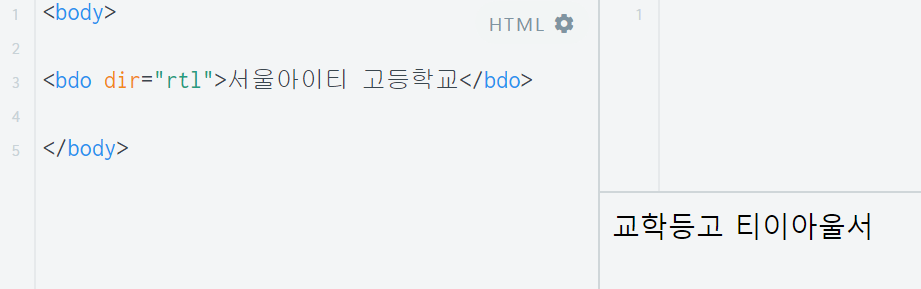 1 <body>
HTML
2
3 <bdo dir="rtl">서울아이티 고등학교</bdo>
4
5 </body>
1
교학등고 티이아울서